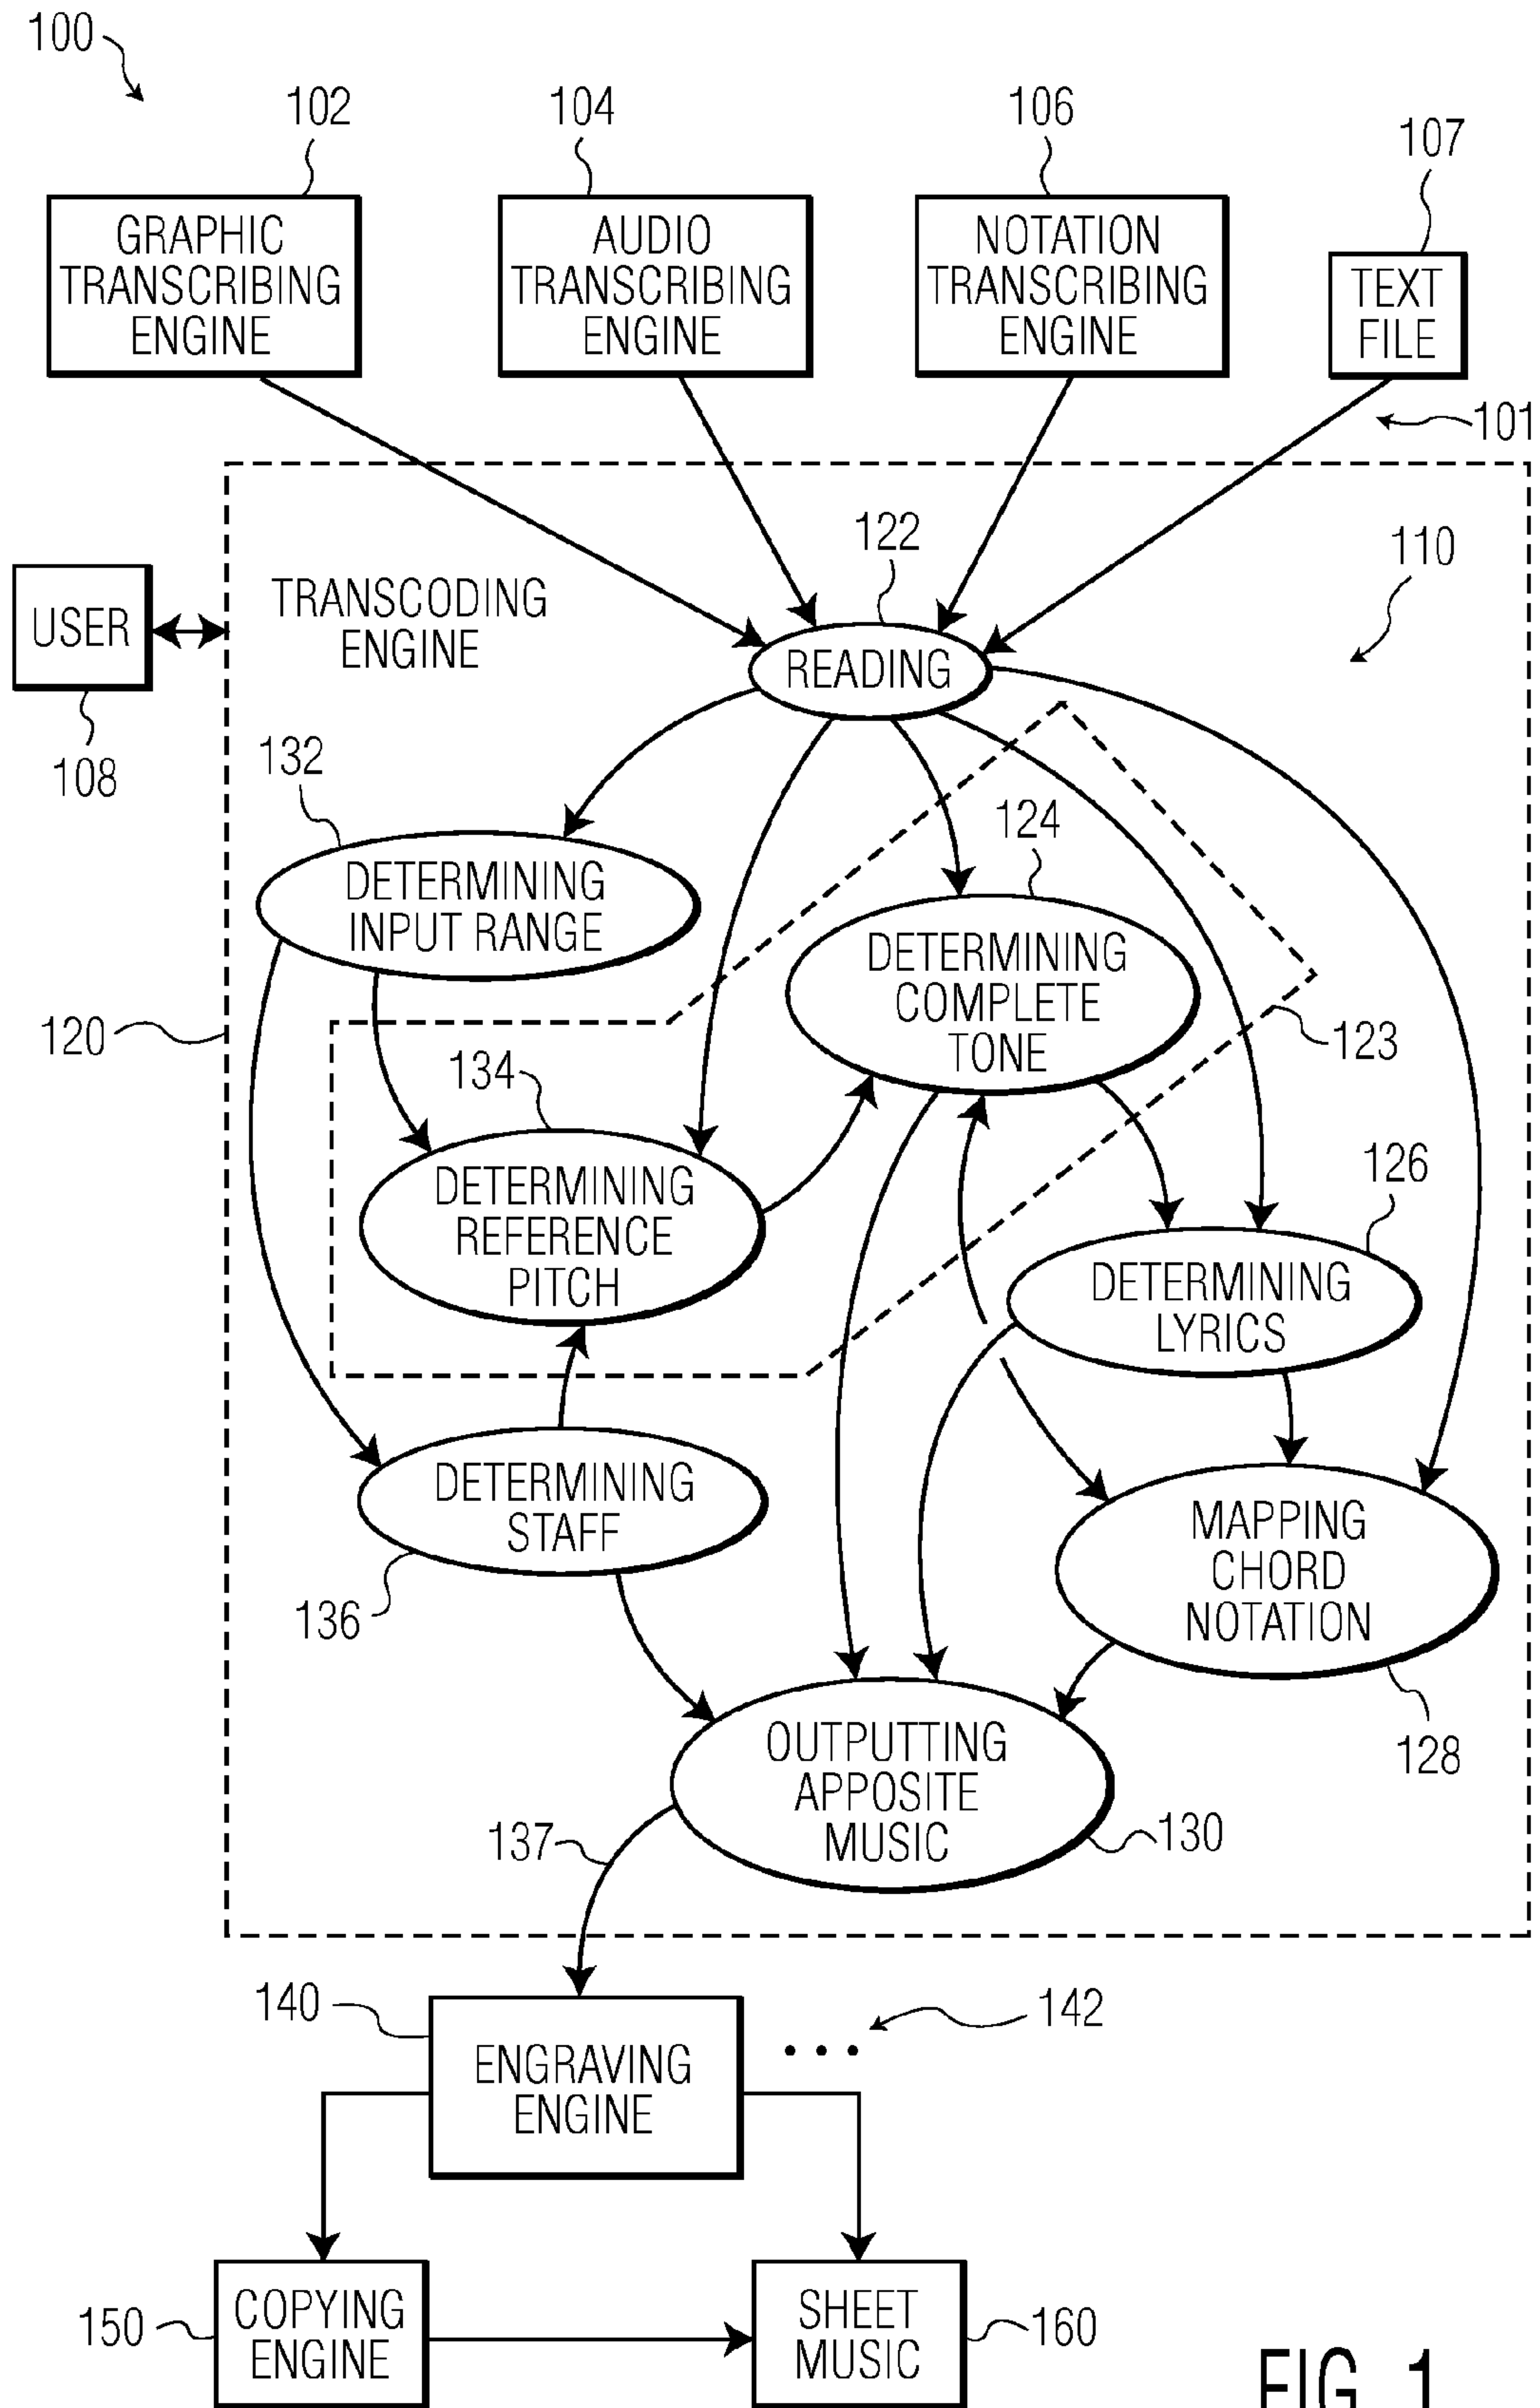 100
102
104
106
107
GRAPHIC
TRANSCRIBING
ENGINE
AUDIO
TRANSCRIBING
ENGINE
NOTATION
TRANSCRIBING
ENGINE
TEXT
FILE
101
122
110
USER
TRANSCODING
ENGINE
READING
108
132
124
DETERMINING
INPUT RANGE
DETERMINING
COMPLETE
TONE
120
123
134
DETERMINING
REFERENCE
PITCH
126
DETERMINING
LYRICS
DETERMINING
STAFF
136
MAPPING
CHORD
NOTATION
128
OUTPUTTING
APPOSITE
MUSIC
130
137
140
142
• • •
ENGRAVING
ENGINE
150
COPYING
ENGINE
SHEET
MUSIC
160
FIG. 1